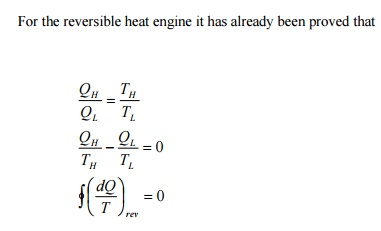 For the reversible heat engine it has already been proved that
Q_H/Q_L = T_H/T_L
Q_H/T_H - Q_L/T_L = 0
∮(dQ/T)_rev = 0